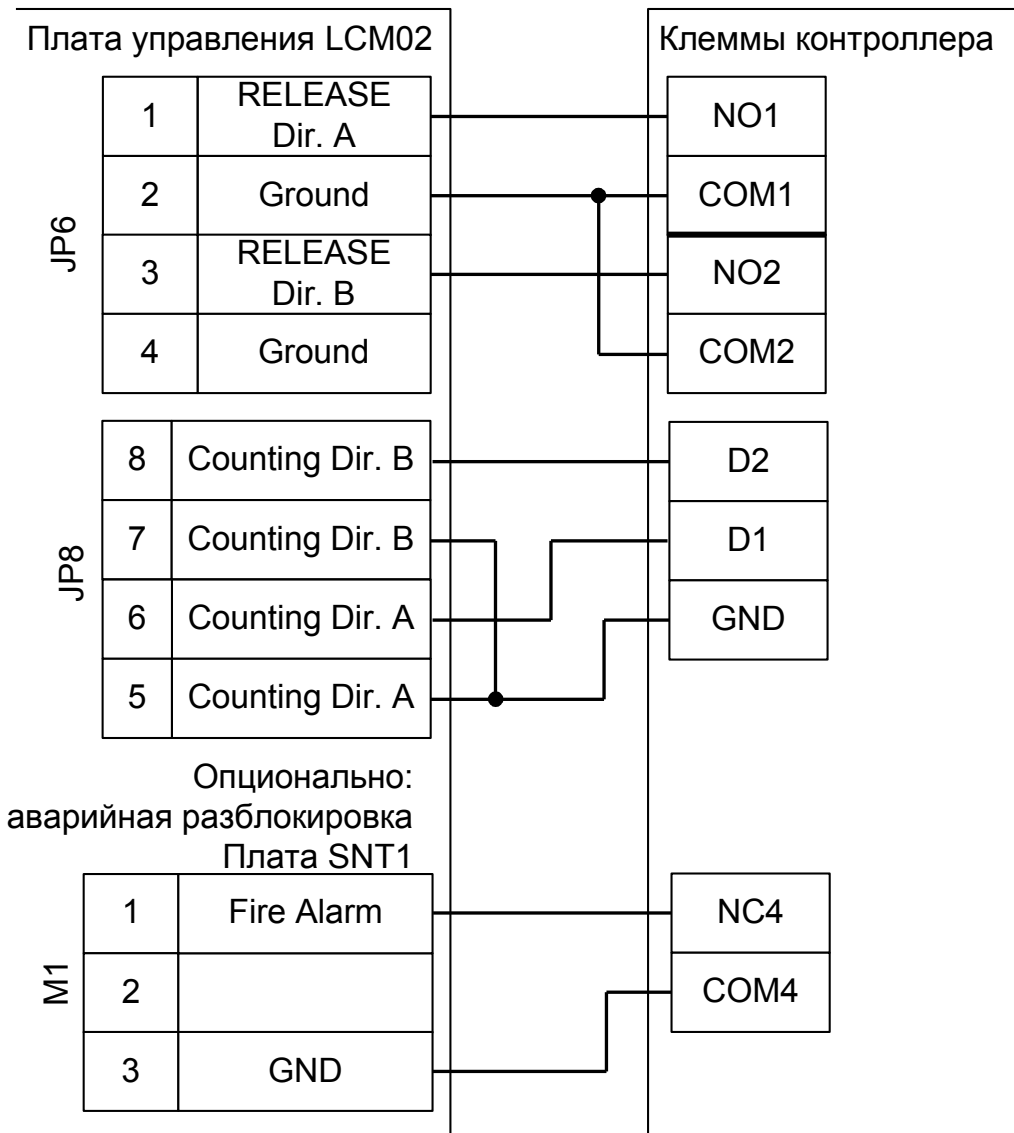 Плата управления LCM02
Клеммы контроллера
JP6
1
RELEASE
Dir. A
NO1
2
Ground
COM1
3
RELEASE
Dir. B
NO2
4
Ground
COM2
JP8
8
Counting Dir. B
D2
7
Counting Dir. B
D1
6
Counting Dir. A
GND
5
Counting Dir. A
Опционально:
аварийная разблокировка
Плата SNT1
M1
1
Fire Alarm
NC4
2
COM4
3
GND